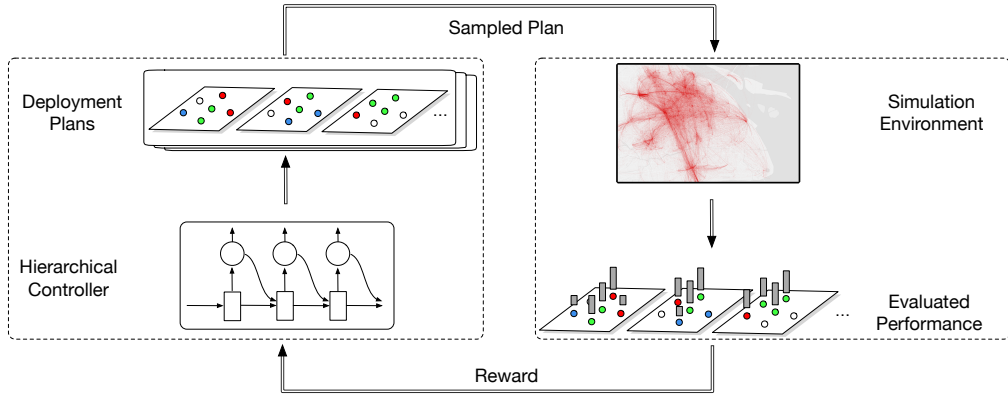 Sampled Plan
Deployment
Plans
...
Simulation
Environment
Hierarchical
Controller
...
Evaluated
Performance
Reward